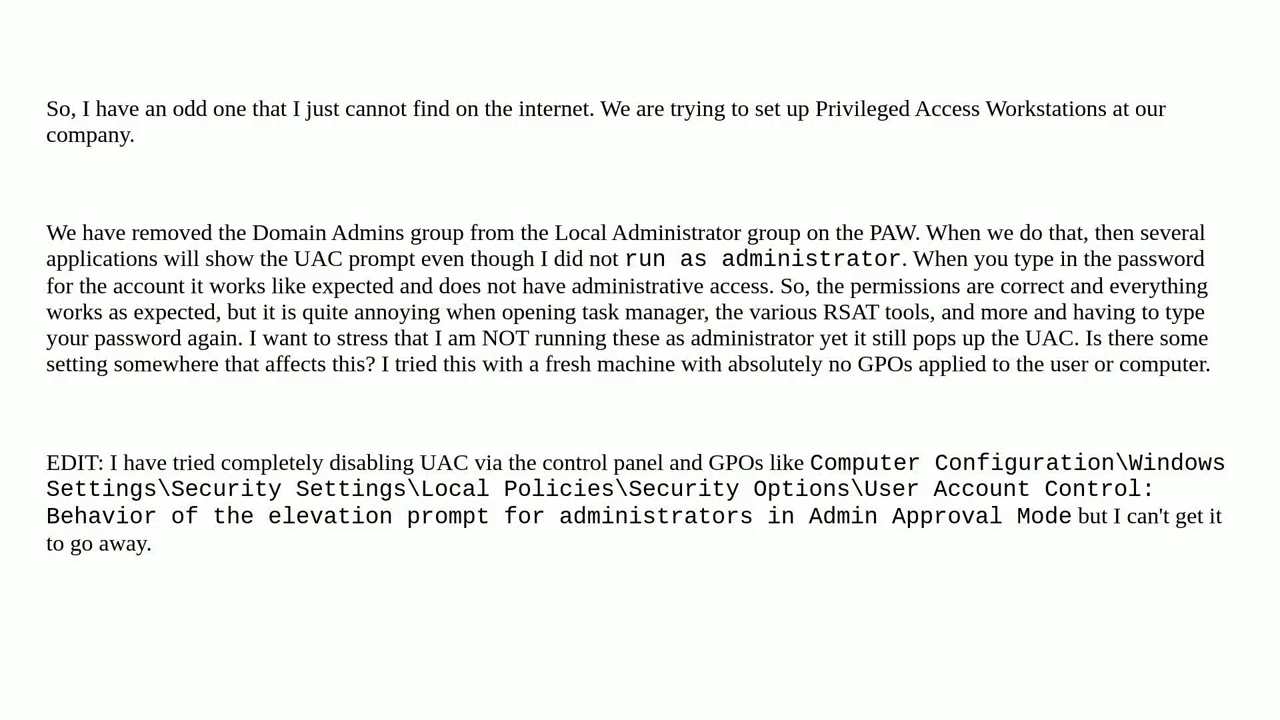 So, I have an odd one that I just cannot find on the internet. We are trying to set up Privileged Access Workstations at our
company.
We have removed the Domain Admins group from the Local Administrator group on the PAW. When we do that, then several
applications will show the UAC prompt even though I did not run as administrator. When you type in the password
for the account it works like expected and does not have administrative access. So, the permissions are correct and everything
works as expected, but it is quite annoying when opening task manager, the various RSAT tools, and more and having to type
your password again. I want to stress that I am NOT running these as administrator yet it still pops up the UAC. Is there some
setting somewhere that affects this? I tried this with a fresh machine with absolutely no GPOs applied to the user or computer.
EDIT: I have tried completely disabling UAC via the control panel and GPOs like Computer Configuration\Windows
Settings\Security Settings\Local Policies\Security Options\User Account Control:
Behavior of the elevation prompt for administrators in Admin Approval Mode but I can't get it
to go away.